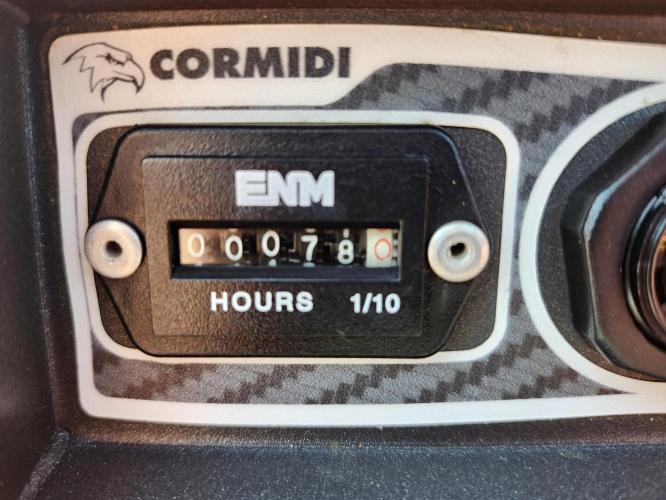 CORMIDI
ENM
000780
HOURS 1/10